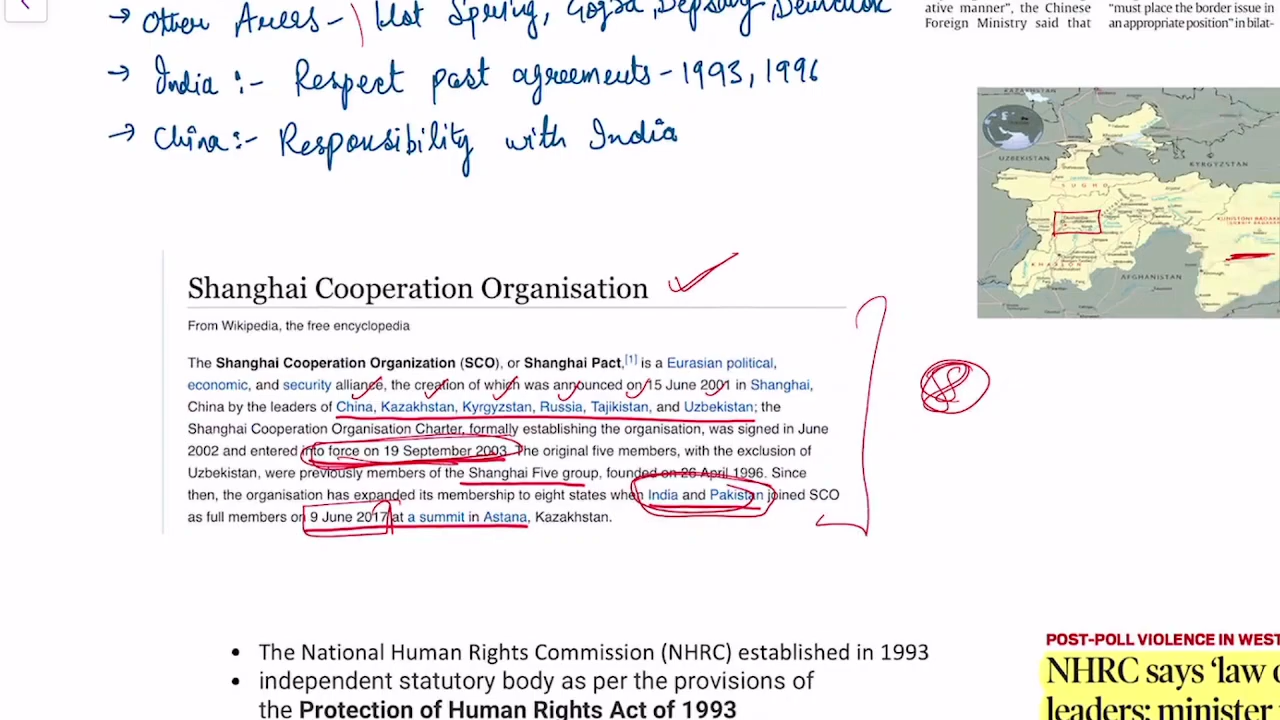 → Other Areas - Hot Spring, Gogra, Depsang, Demchok
→ India :- Respect past agreements - 1993, 1996
→ China :- Responsibility with India
ative manner", the Chinese
Foreign Ministry said that
"must place the border issue in
an appropriate position" in bilat-
KAZAKHSTAN
UZBEKISTAN
KYRGYZSTAN
SUGHD
KHATLON
AFGHANISTAN
Shanghai Cooperation Organisation
From Wikipedia, the free encyclopedia
The Shanghai Cooperation Organization (SCO), or Shanghai Pact,[1] is a Eurasian political,
economic, and security alliance, the creation of which was announced on 15 June 2001 in Shanghai,
China by the leaders of China, Kazakhstan, Kyrgyzstan, Russia, Tajikistan, and Uzbekistan; the
Shanghai Cooperation Organisation Charter, formally establishing the organisation, was signed in June
2002 and entered into force on 19 September 2003. The original five members, with the exclusion of
Uzbekistan, were previously members of the Shanghai Five group, founded on 26 April 1996. Since
then, the organisation has expanded its membership to eight states when India and Pakistan joined SCO
as full members on 9 June 2017 at a summit in Astana, Kazakhstan.
8
• The National Human Rights Commission (NHRC) established in 1993
• independent statutory body as per the provisions of
the Protection of Human Rights Act of 1993
POST-POLL VIOLENCE IN WEST
NHRC says 'law o
leaders: minister